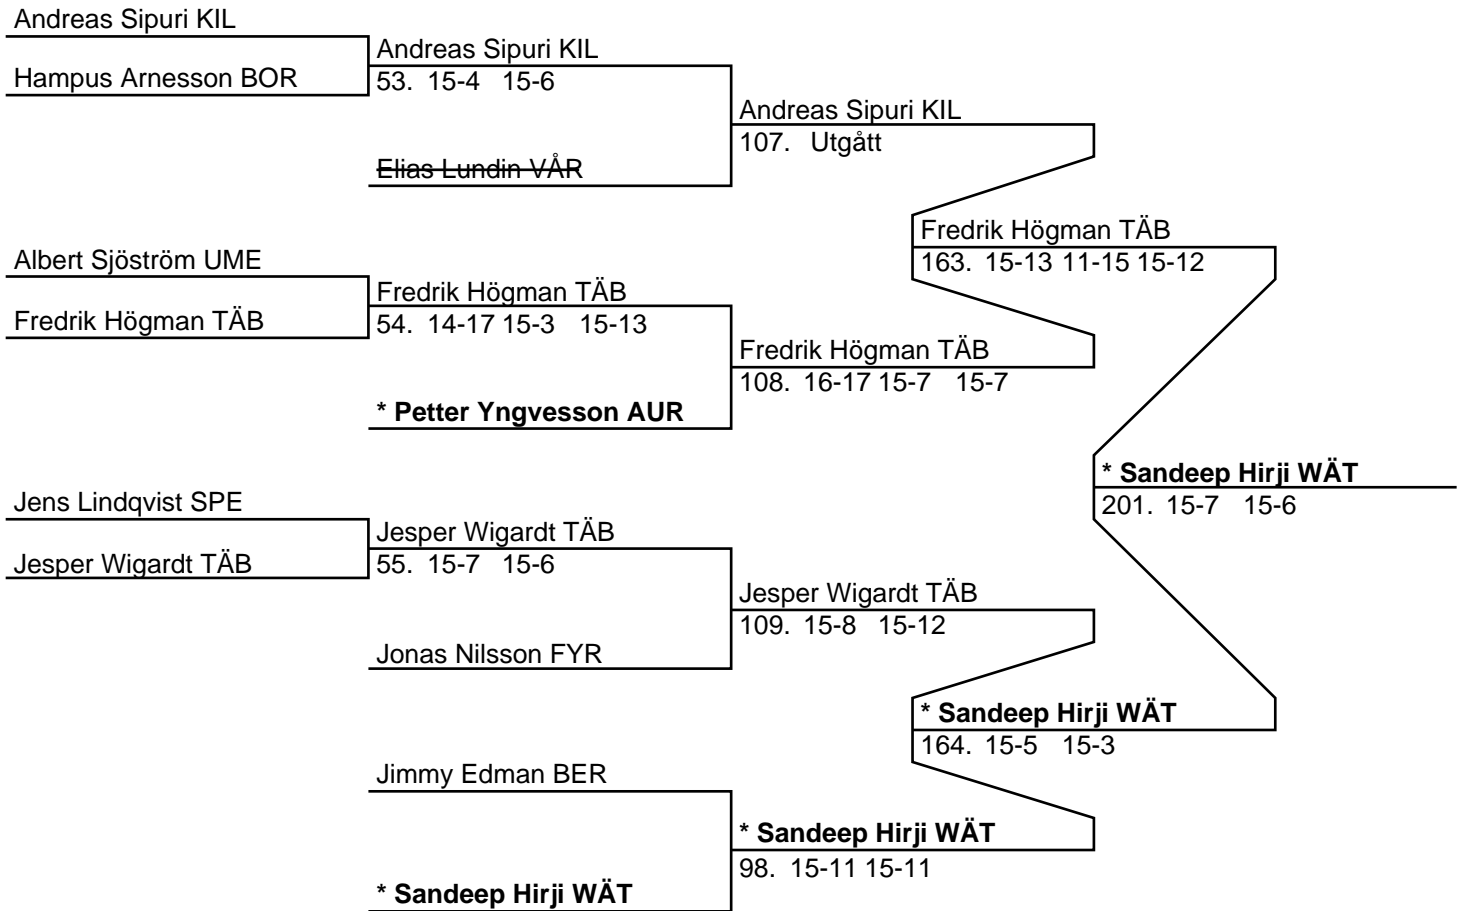 Andreas Sipuri KIL
Andreas Sipuri KIL
Hampus Arnesson BOR
53. 15-4 15-6
Andreas Sipuri KIL
107. Utgått
Elias Lundin VÅR
Fredrik Högman TÄB
163. 15-13 11-15 15-12
Albert Sjöström UME
Fredrik Högman TÄB
Fredrik Högman TÄB
54. 14-17 15-3 15-13
Fredrik Högman TÄB
108. 16-17 15-7 15-7
* Petter Yngvesson AUR
* Sandeep Hirji WÄT
201. 15-7 15-6
Jens Lindqvist SPE
Jesper Wigardt TÄB
Jesper Wigardt TÄB
55. 15-7 15-6
Jesper Wigardt TÄB
109. 15-8 15-12
Jonas Nilsson FYR
* Sandeep Hirji WÄT
164. 15-5 15-3
Jimmy Edman BER
* Sandeep Hirji WÄT
98. 15-11 15-11
* Sandeep Hirji WÄT